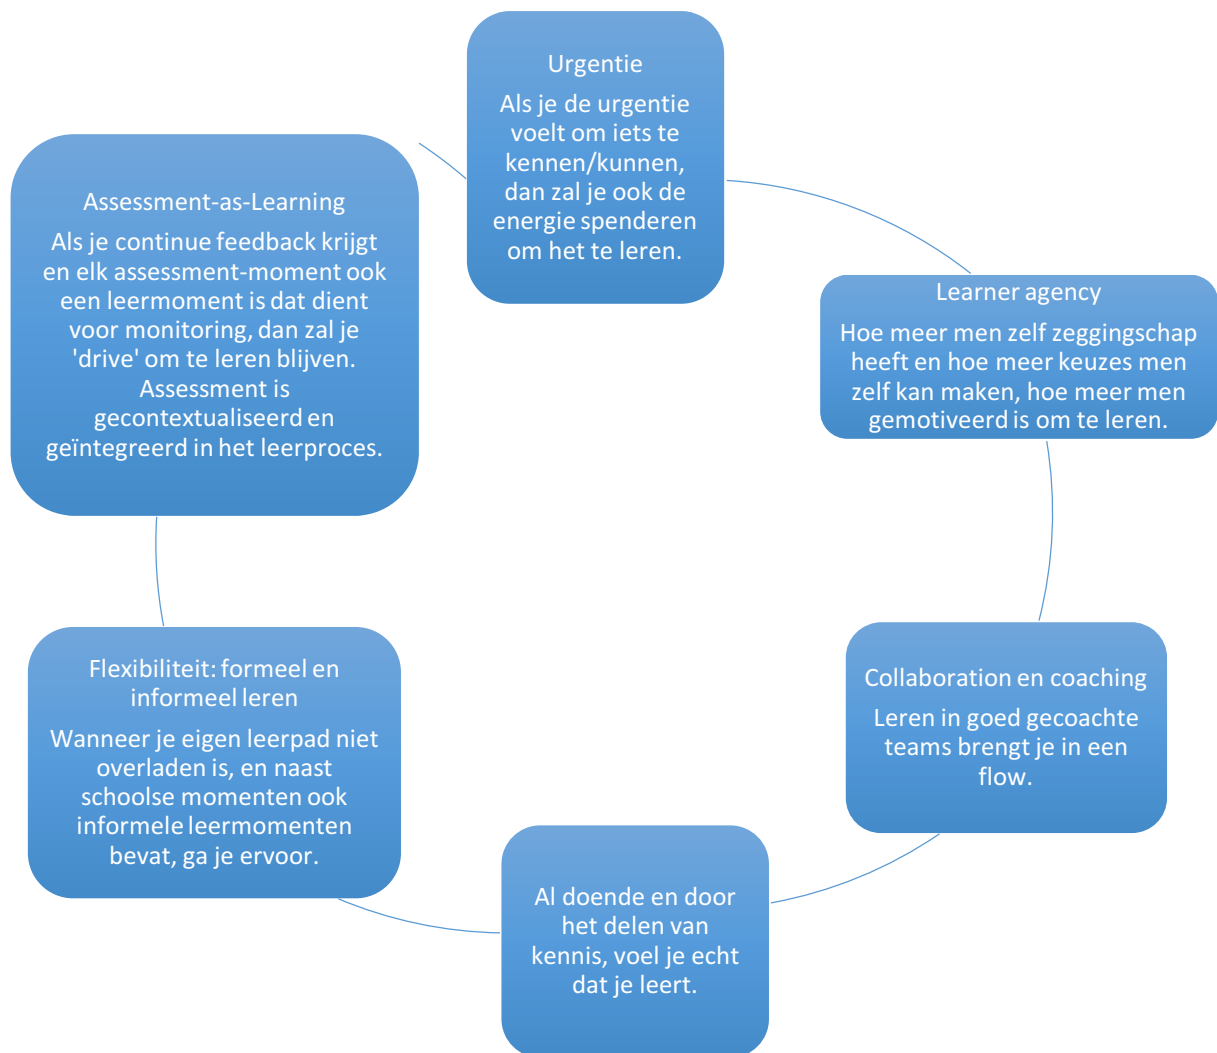 Urgentie
Als je de urgentie
voelt om iets te
kennen/kunnen,
dan zal je ook de
energie spenderen
om het te leren.
Learner agency
Hoe meer men zelf zeggingschap
heeft en hoe meer keuzes men
zelf kan maken, hoe meer men
gemotiveerd is om te leren.
Collaboration en coaching
Leren in goed gecoachte
teams brengt je in een
flow.
Al doende en door
het delen van
kennis, voel je echt
dat je leert.
Flexibiliteit: formeel en
informeel leren
Wanneer je eigen leerpad niet
overladen is, en naast
schoolse momenten ook
informele leermomenten
bevat, ga je ervoor.
Assessment-as-Learning
Als je continue feedback krijgt
en elk assessment-moment ook
een leermoment is dat dient
voor monitoring, dan zal je
'drive' om te leren blijven.
Assessment is
gecontextualiseerd en
geïntegreerd in het leerproces.